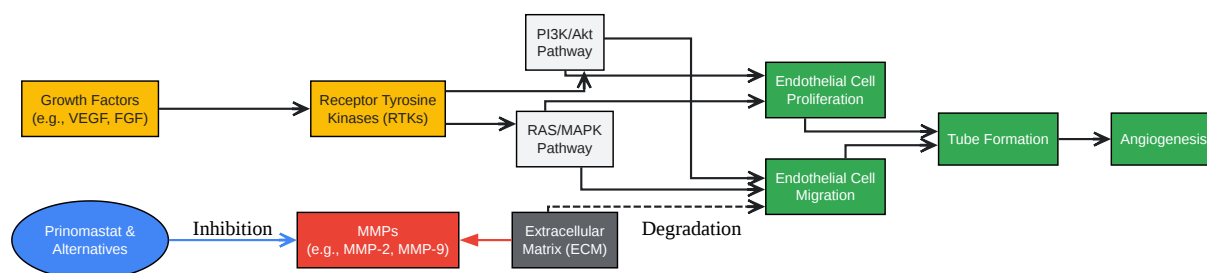 PI3K/Akt
Pathway
Growth Factors
(e.g., VEGF, FGF)
Receptor Tyrosine
Kinases (RTKs)
RAS/MAPK
Pathway
Endothelial Cell
Proliferation
Endothelial Cell
Migration
Tube Formation
Angiogenesis
Prinomastat &
Alternatives
Inhibition
MMPs
(e.g., MMP-2, MMP-9)
Extracellular
Matrix (ECM)
Degradation